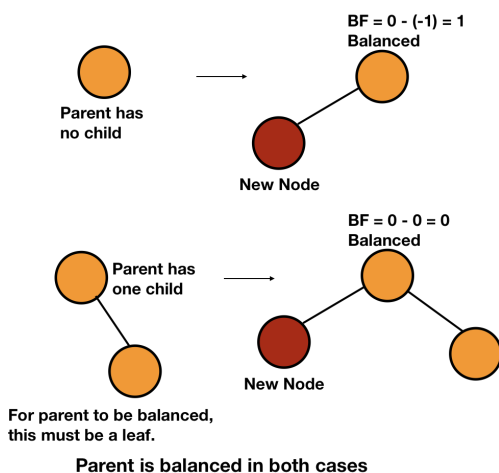 BF = 0 - (-1) = 1
Balanced
Parent has
no child
New Node
BF = 0 - 0 = 0
Balanced
Parent has
one child
New Node
For parent to be balanced,
this must be a leaf.
Parent is balanced in both cases